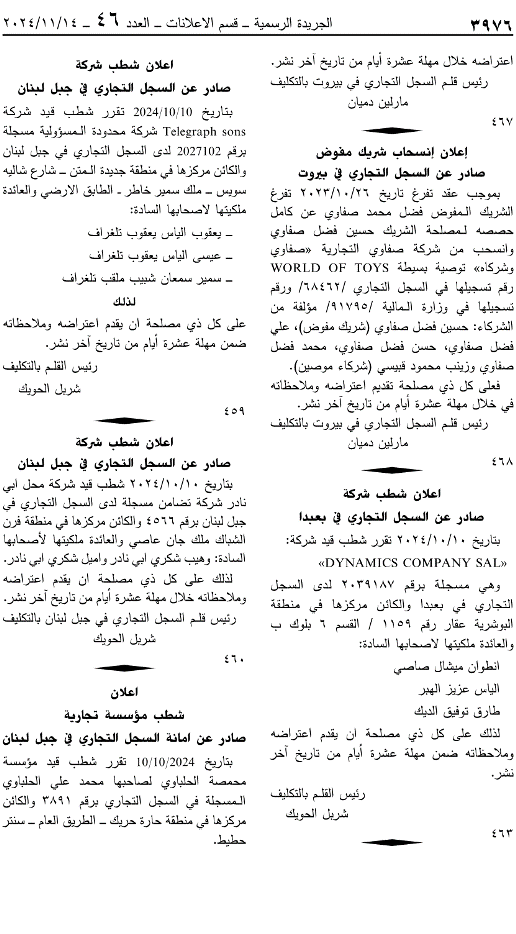 ٣٩٧٦
الجريدة الرسمية ــ قسم الاعلانات ــ العدد ٤٦ ــ ٢٠٢٤/١١/١٤
اعتراضه خلال مهلة عشرة أيام من تاريخ آخر نشر.
رئيس قلم السجل التجاري في بيروت بالتكليف
مارلين دميان
٤٦٧
إعلان إنسحاب شريك مفوض
صادر عن السجل التجاري في بيروت
بموجب عقد تفرغ تاريخ ٢٠٢٣/١٠/٢٦ تفرغ
الشريك المفوض فضل محمد صفاوي عن كامل
حصصه لمصلحة الشريك حسين فضل صفاوي
وانسحب من شركة صفاوي التجارية «صفاوي
وشركاه» توصية بسيطة WORLD OF TOYS
رقم تسجيلها في السجل التجاري /٦٨٤٦٢/ ورقم
تسجيلها في وزارة المالية /٩١٧٩٥/ مؤلفة من
الشركاء: حسين فضل صفاوي (شريك مفوض)، علي
فضل صفاوي، حسن فضل صفاوي، محمد فضل
صفاوي وزينب محمود قبيسي (شركاء موصين).
فعلى كل ذي مصلحة تقديم اعتراضه وملاحظاته
في خلال مهلة عشرة أيام من تاريخ آخر نشر.
رئيس قلم السجل التجاري في بيروت بالتكليف
مارلين دميان
٤٦٨
اعلان شطب شركة
صادر عن السجل التجاري في بعبدا
بتاريخ ٢٠٢٤/١٠/١٠ تقرر شطب قيد شركة:
«DYNAMICS COMPANY SAL»
وهي مسجلة برقم ٢٠٣٩١٨٧ لدى السجل
التجاري في بعبدا والكائن مركزها في منطقة
البوشرية عقار رقم ١١٥٩ / القسم ٦ بلوك ب
والعائدة ملكيتها لاصحابها السادة:
انطوان ميشال صاصي
الياس عزيز الهبر
طارق توفيق الديك
لذلك على كل ذي مصلحة ان يقدم اعتراضه
وملاحظاته ضمن مهلة عشرة أيام من تاريخ آخر
نشر.
رئيس القلم بالتكليف
شربل الحويك
٤٦٣
اعلان شطب شركة
صادر عن السجل التجاري في جبل لبنان
بتاريخ 2024/10/10 تقرر شطب قيد شركة
Telegraph sons شركة محدودة المسؤولية مسجلة
برقم 2027102 لدى السجل التجاري في جبل لبنان
والكائن مركزها في منطقة جديدة المتن ــ شارع شاليه
سويس ــ ملك سمير خاطر - الطابق الارضي والعائدة
ملكيتها لاصحابها السادة:
ــ يعقوب الياس يعقوب تلغراف
ــ عيسى الياس يعقوب تلغراف
ــ سمير سمعان شبيب ملقب تلغراف
لذلك
على كل ذي مصلحة ان يقدم اعتراضه وملاحظاته
ضمن مهلة عشرة أيام من تاريخ آخر نشر.
رئيس القلم بالتكليف
شربل الحويك
٤٥٩
اعلان شطب شركة
صادر عن السجل التجاري في جبل لبنان
بتاريخ ٢٠٢٤/١٠/١٠ شطب قيد شركة محل ابي
نادر شركة تضامن مسجلة لدى السجل التجاري في
جبل لبنان برقم ٤٥٦٦ والكائن مركزها في منطقة فرن
الشباك ملك جان عاصي والعائدة ملكيتها لأصحابها
السادة: وهيب شكري ابي نادر واميل شكري ابي نادر.
لذلك على كل ذي مصلحة ان يقدم اعتراضه
وملاحظاته خلال مهلة عشرة أيام من تاريخ آخر نشر.
رئيس قلم السجل التجاري في جبل لبنان بالتكليف
شربل الحويك
٤٦٠
اعلان
شطب مؤسسة تجارية
صادر عن امانة السجل التجاري في جبل لبنان
بتاريخ 10/10/2024 تقرر شطب قيد مؤسسة
محمصة الحلباوي لصاحبها محمد علي الحلباوي
المسجلة في السجل التجاري برقم ٣٨٩١ والكائن
مركزها في منطقة حارة حريك ــ الطريق العام ــ سنتر
حطيط.